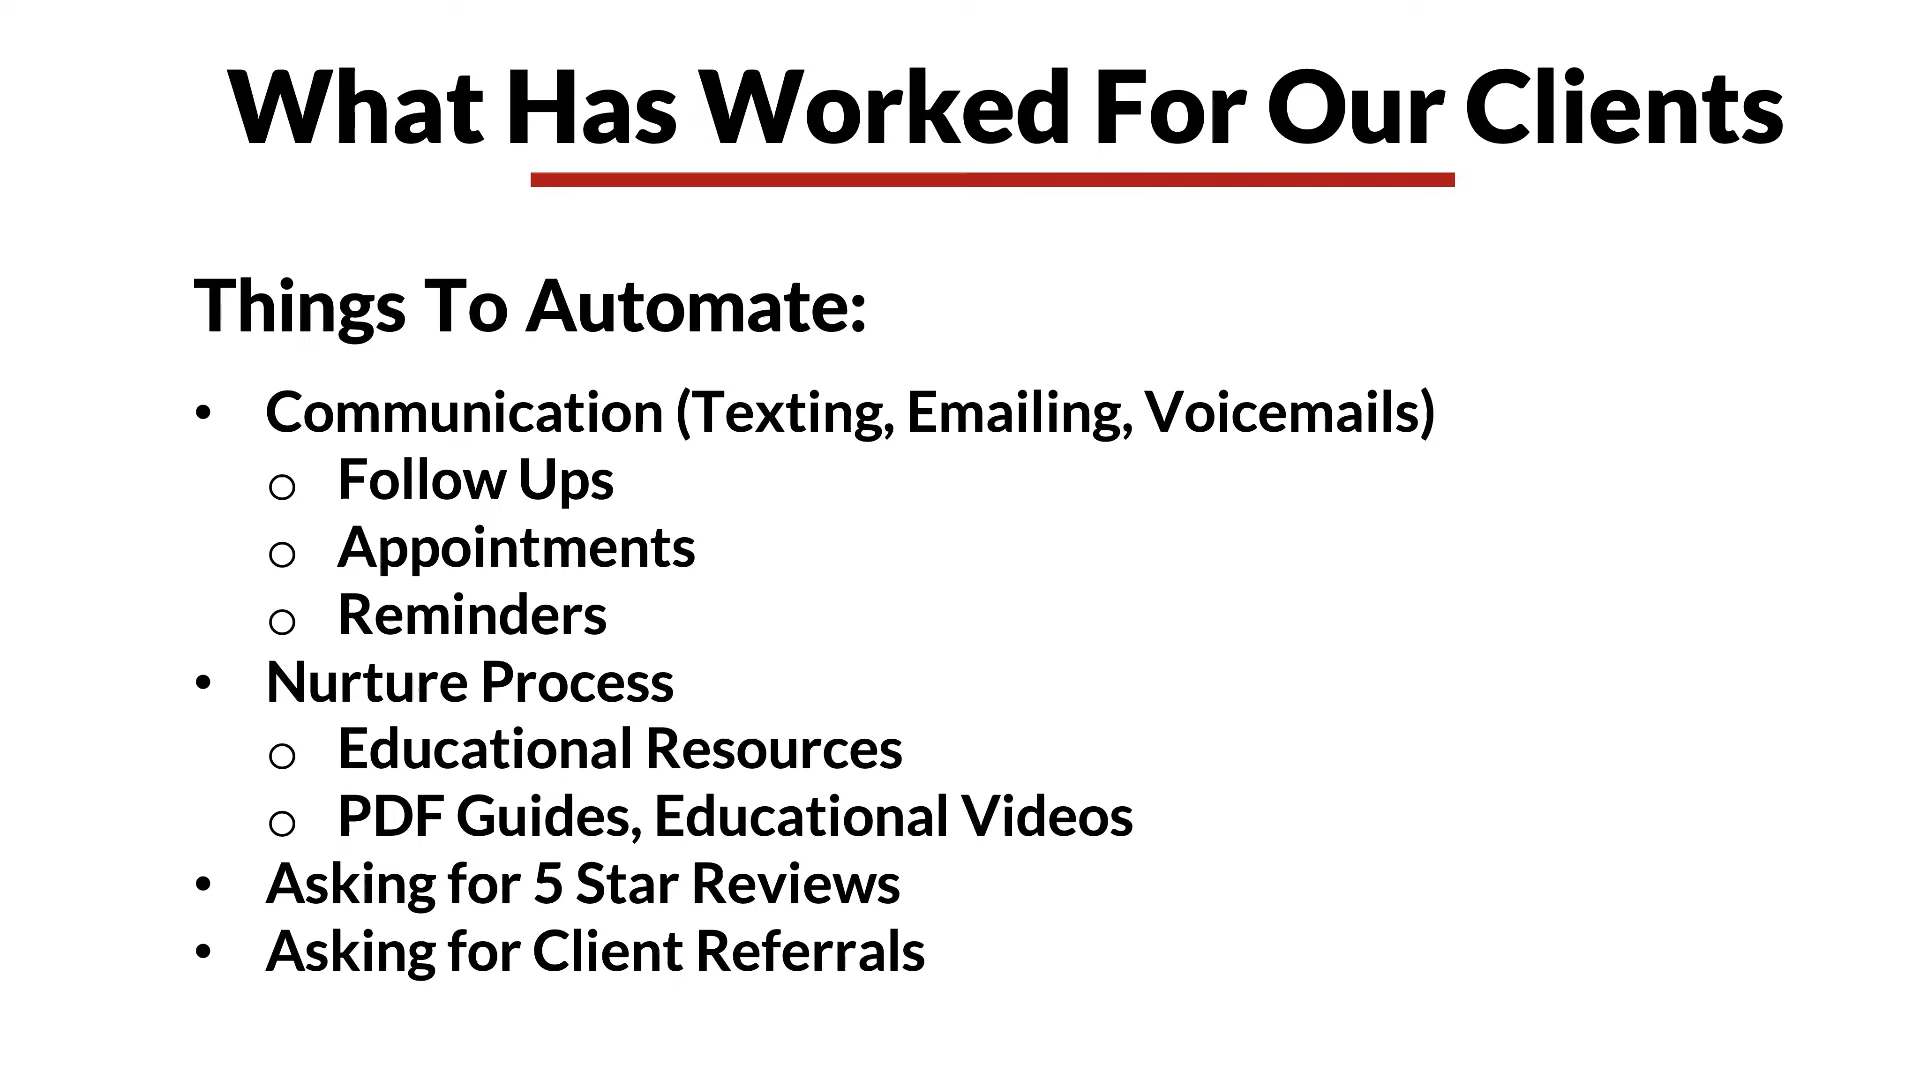 What Has Worked For Our Clients
Things To Automate:
• Communication (Texting, Emailing, Voicemails)
o Follow Ups
o Appointments
o Reminders
• Nurture Process
o Educational Resources
o PDF Guides, Educational Videos
• Asking for 5 Star Reviews
• Asking for Client Referrals